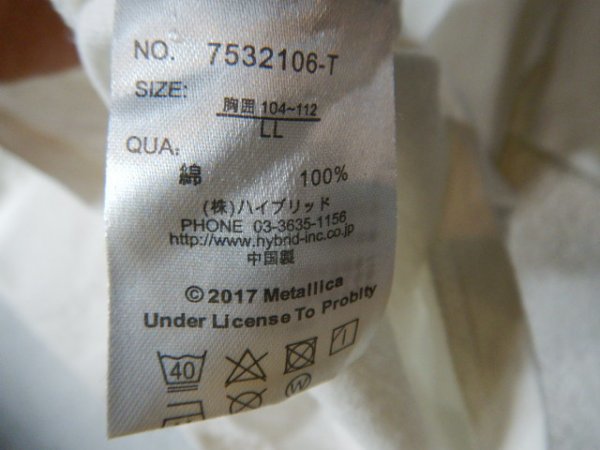 NO. 7532106-T
SIZE:
胸囲 104~112
LL
QUA:
綿 100%
(株)ハイブリッド
PHONE 03-3635-1156
http://www.hybrid-inc.co.jp
中国製
©2017 Metallica
Under License To Probity
40
W